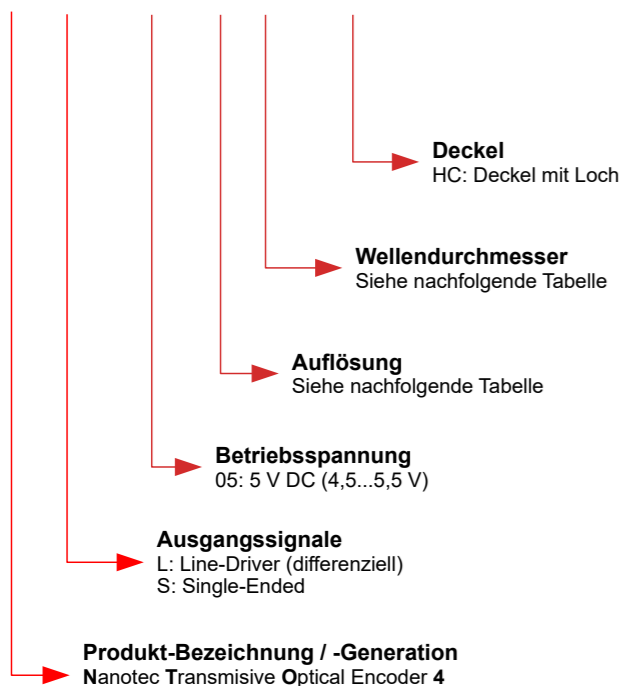 Deckel
HC: Deckel mit Loch
Wellendurchmesser
Siehe nachfolgende Tabelle
Auflösung
Siehe nachfolgende Tabelle
Betriebsspannung
05: 5 V DC (4,5...5,5 V)
Ausgangssignale
L: Line-Driver (differenziell)
S: Single-Ended
Produkt-Bezeichnung / -Generation
Nanotec Transmisive Optical Encoder 4